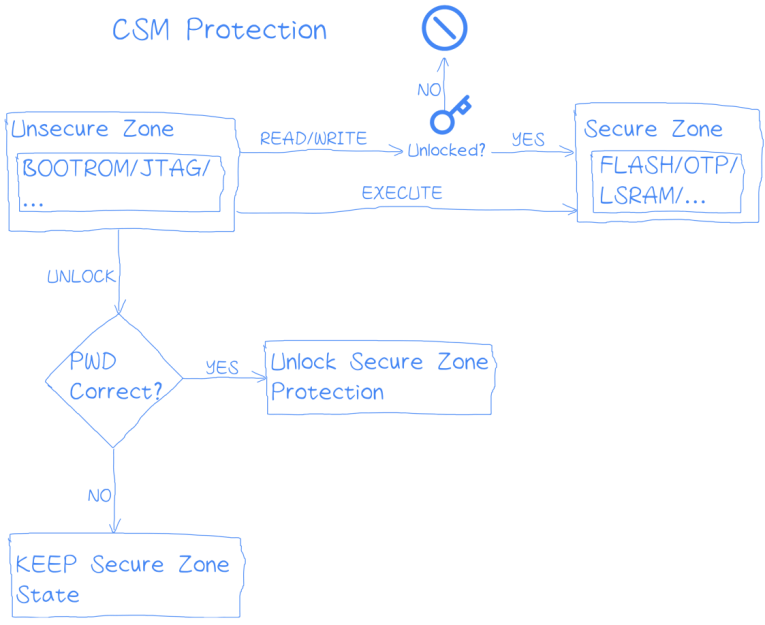 CSM Protection
NO
Unsecure Zone
BOOTROM/JTAG/
...
READ/WRITE
Unlocked?
YES
Secure Zone
FLASH/OTP/
LSRAM/...
EXECUTE
UNLOCK
PWD
Correct?
YES
Unlock Secure Zone
Protection
NO
KEEP Secure Zone
State